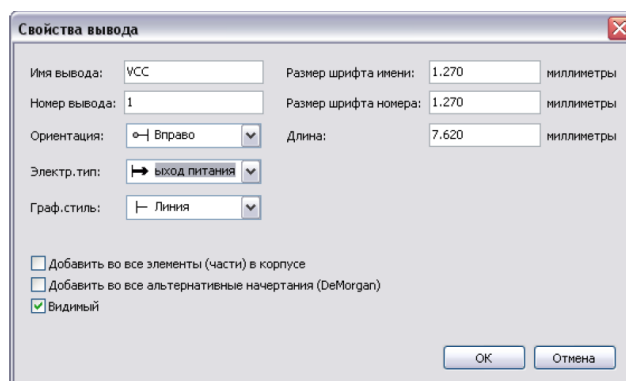 Свойства вывода
Имя вывода: VCC Размер шрифта имени: 1.270 миллиметры
Номер вывода: 1 Размер шрифта номера: 1.270 миллиметры
Ориентация: Вправо Длина: 7.620 миллиметры
Электр.тип: ыход питания
Граф.стиль: Линия
Добавить во все элементы (части) в корпусе
Добавить во все альтернативные начертания (DeMorgan)
Видимый
OK Отмена